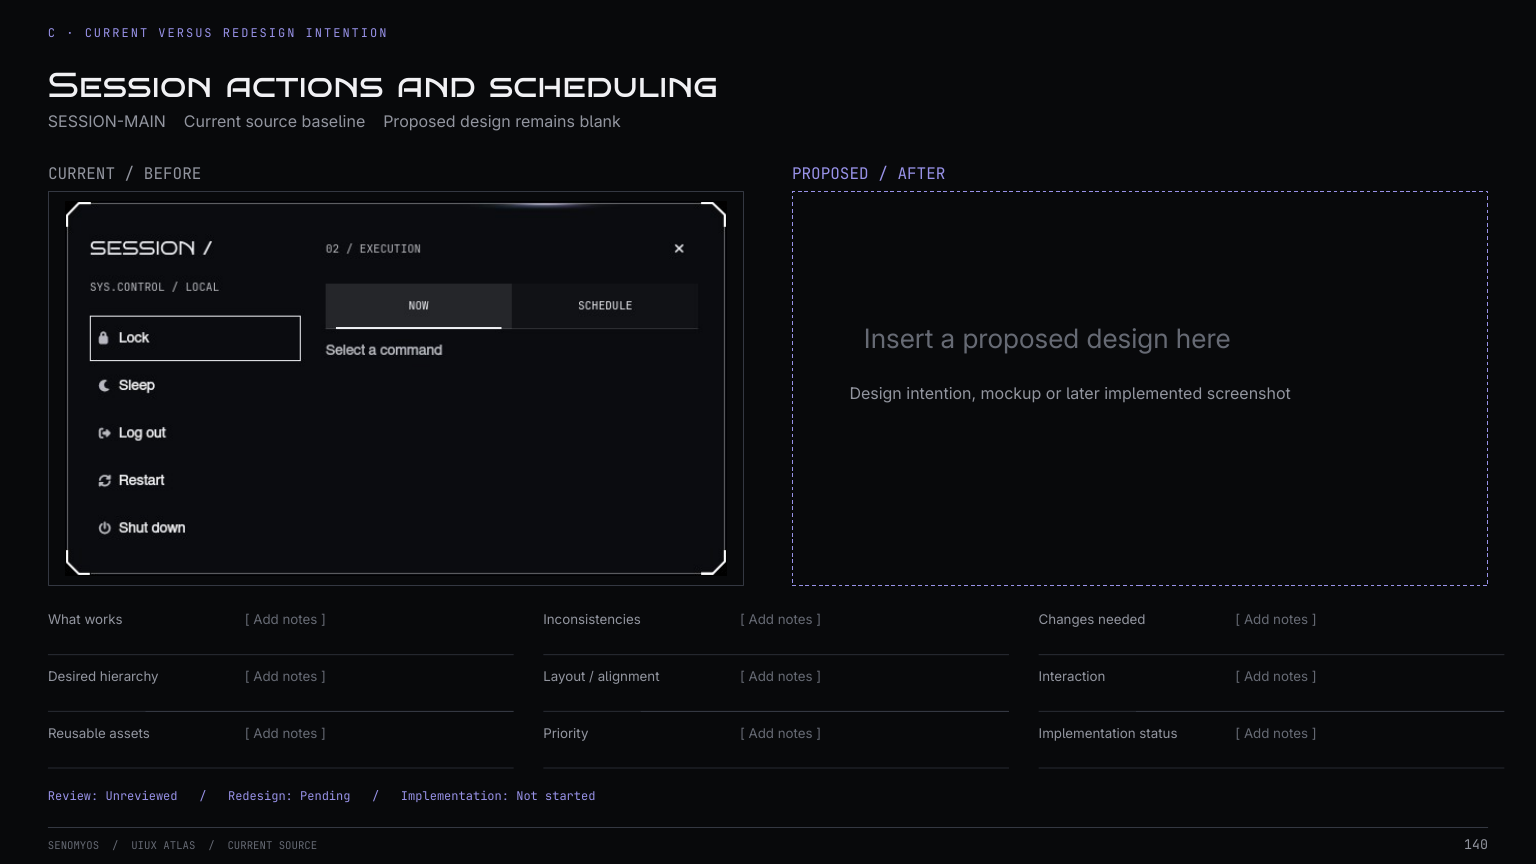 C · CURRENT VERSUS REDESIGN INTENTION
SESSION ACTIONS AND SCHEDULING
SESSION-MAIN Current source baseline Proposed design remains blank
CURRENT / BEFORE
SESSION /
SYS.CONTROL / LOCAL
Lock
Sleep
Log out
Restart
Shut down
02 / EXECUTION
×
NOW SCHEDULE
Select a command
PROPOSED / AFTER
Insert a proposed design here
Design intention, mockup or later implemented screenshot
What works [ Add notes ] Inconsistencies [ Add notes ] Changes needed [ Add notes ]
Desired hierarchy [ Add notes ] Layout / alignment [ Add notes ] Interaction [ Add notes ]
Reusable assets [ Add notes ] Priority [ Add notes ] Implementation status [ Add notes ]
Review: Unreviewed / Redesign: Pending / Implementation: Not started
SENOMYOS / UIUX ATLAS / CURRENT SOURCE 140